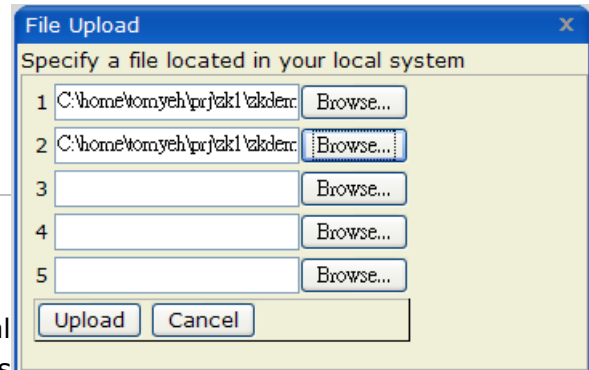 File Upload x
Specify a file located in your local system
1 C:\home\tomyeh\prj\zk1\zkdem Browse...
2 C:\home\tomyeh\prj\zk1\zkdem Browse...
3 Browse...
4 Browse...
5 Browse...
Upload Cancel